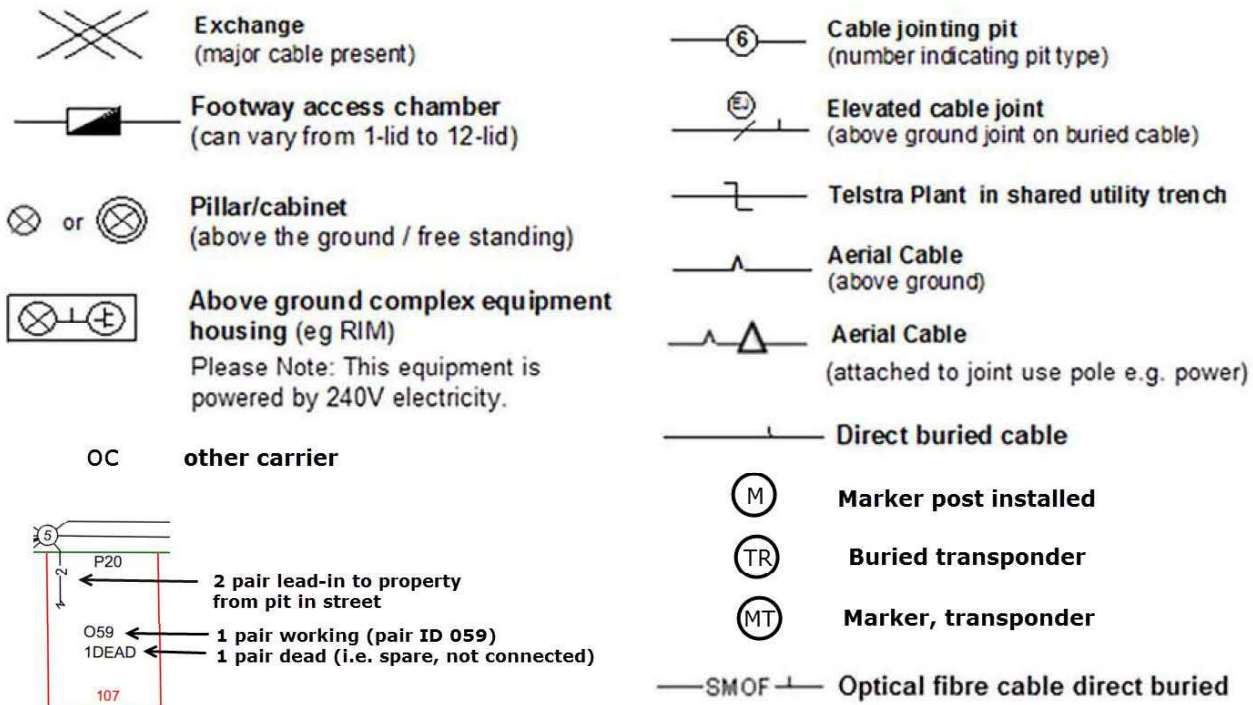 Exchange
(major cable present)
Footway access chamber
(can vary from 1-lid to 12-lid)
or
Pillar/cabinet
(above the ground / free standing)
Above ground complex equipment
housing (eg RIM)
Please Note: This equipment is
powered by 240V electricity.
OC other carrier
5
P20
2
2 pair lead-in to property
from pit in street
O59
1 pair working (pair ID 059)
1DEAD
1 pair dead (i.e. spare, not connected)
107
6
Cable jointing pit
(number indicating pit type)
EJ
Elevated cable joint
(above ground joint on buried cable)
Telstra Plant in shared utility trench
Aerial Cable
(above ground)
Aerial Cable
(attached to joint use pole e.g. power)
Direct buried cable
M Marker post installed
TR Buried transponder
MT Marker, transponder
SMOF Optical fibre cable direct buried